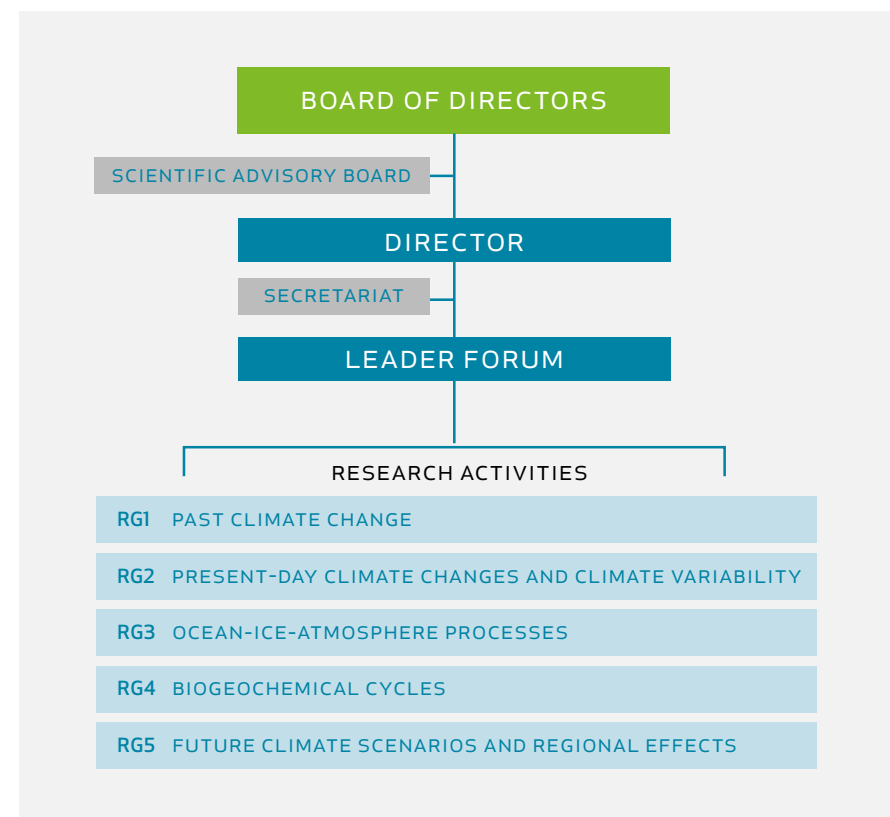 BOARD OF DIRECTORS
SCIENTIFIC ADVISORY BOARD
DIRECTOR
SECRETARIAT
LEADER FORUM
RESEARCH ACTIVITIES
RG1 PAST CLIMATE CHANGE
RG2 PRESENT-DAY CLIMATE CHANGES AND CLIMATE VARIABILITY
RG3 OCEAN-ICE-ATMOSPHERE PROCESSES
RG4 BIOGEOCHEMICAL CYCLES
RG5 FUTURE CLIMATE SCENARIOS AND REGIONAL EFFECTS